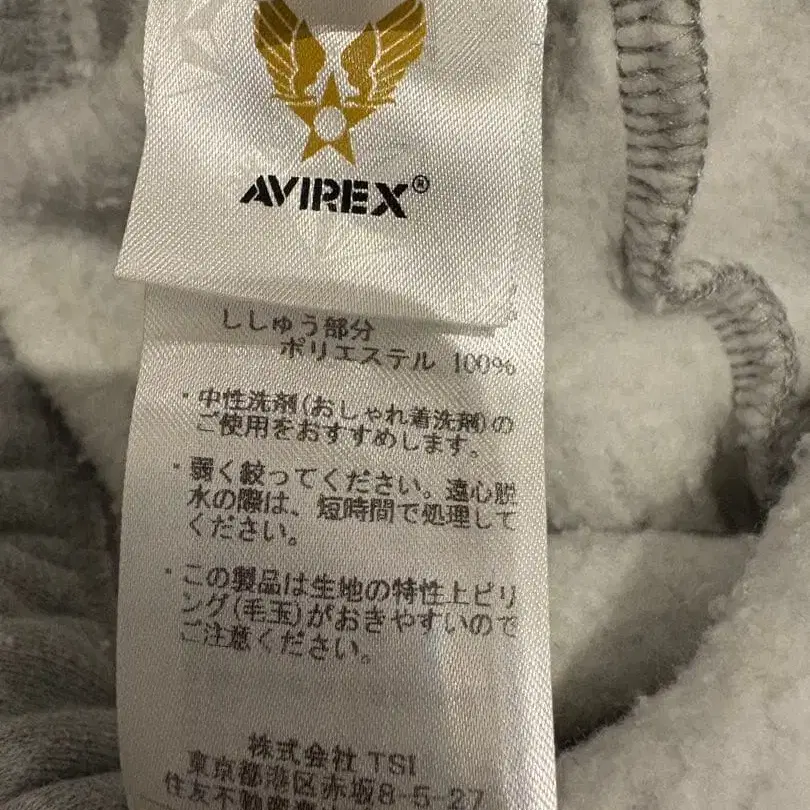 AVIREX®
ししゅう部分
ポリエステル 100%
・中性洗剤(おしゃれ着洗剤)の
ご使用をおすすめします。
・弱く絞ってください。遠心脱
水の際は、短時間で処理して
ください。
・この製品は生地の特性上ピリ
ング(毛玉)がおきやすいので
ご注意ください。
株式会社 TSI
東京都港区赤坂8-5-27
住友不動産